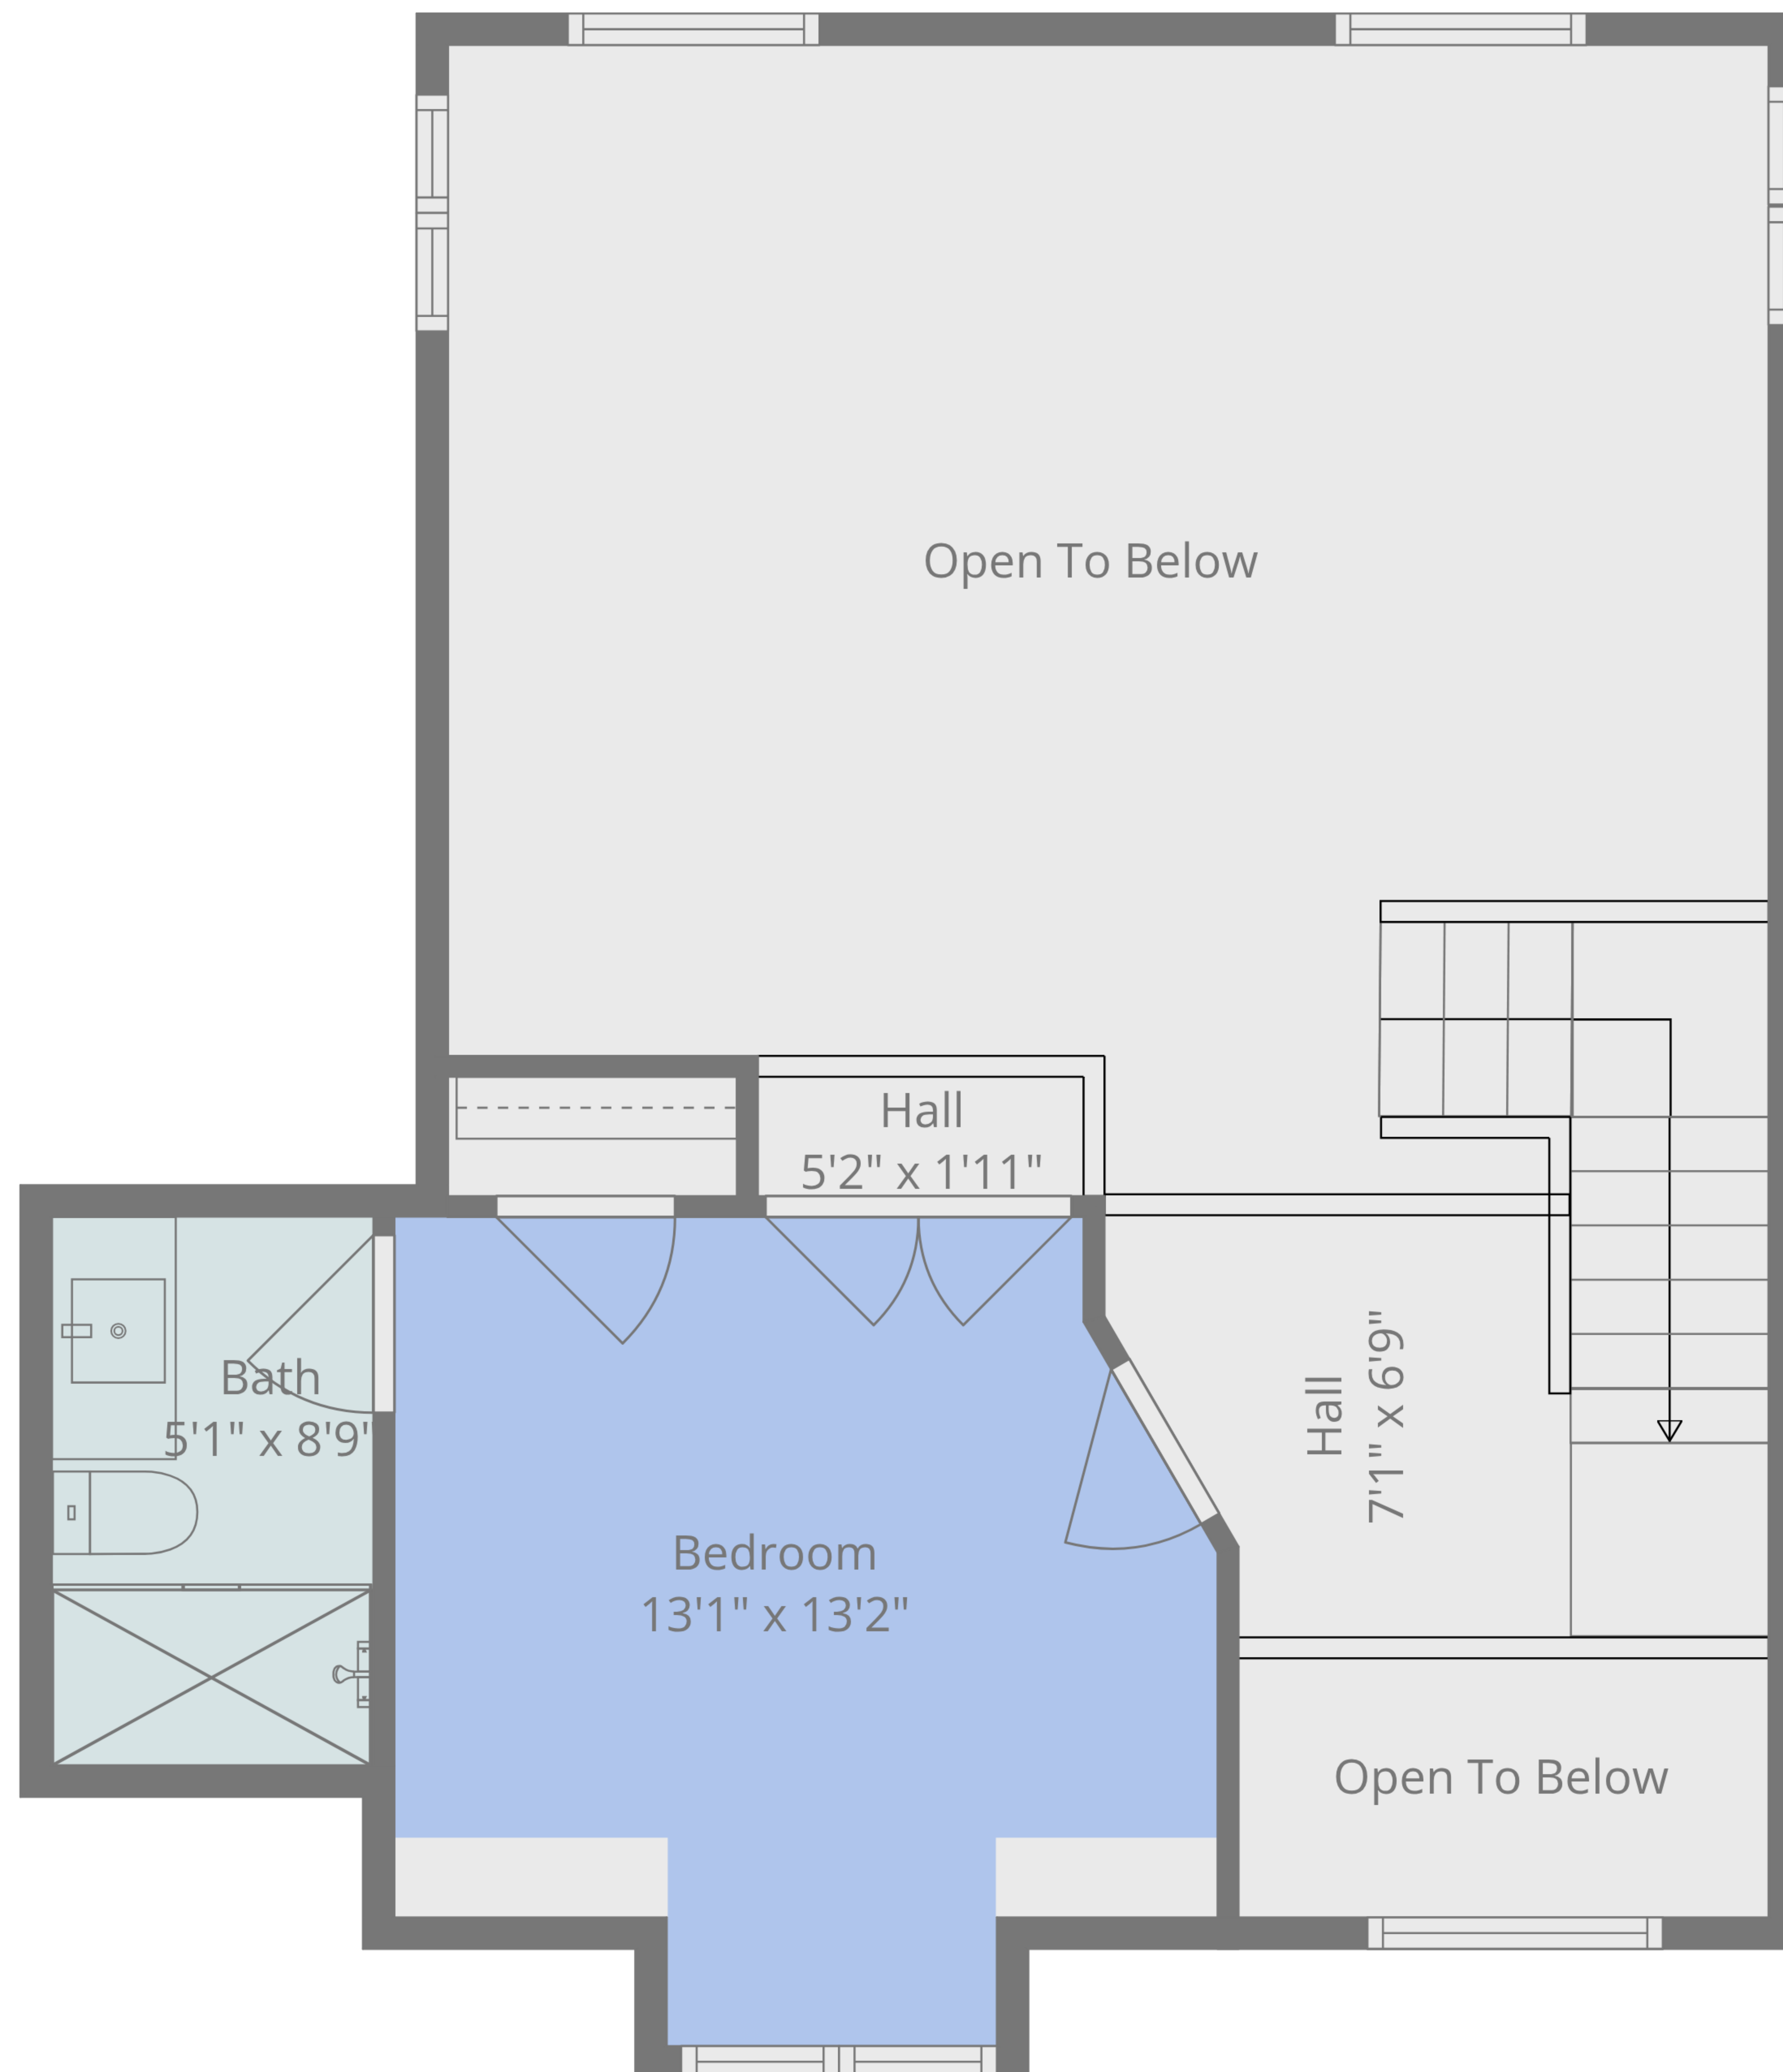 Open To Below
Hall
5'2" x 1'11"
Hall
7'1" x 6'9"
Bath
5'1" x 8'9"
Bedroom
13'1" x 13'2"
Open To Below